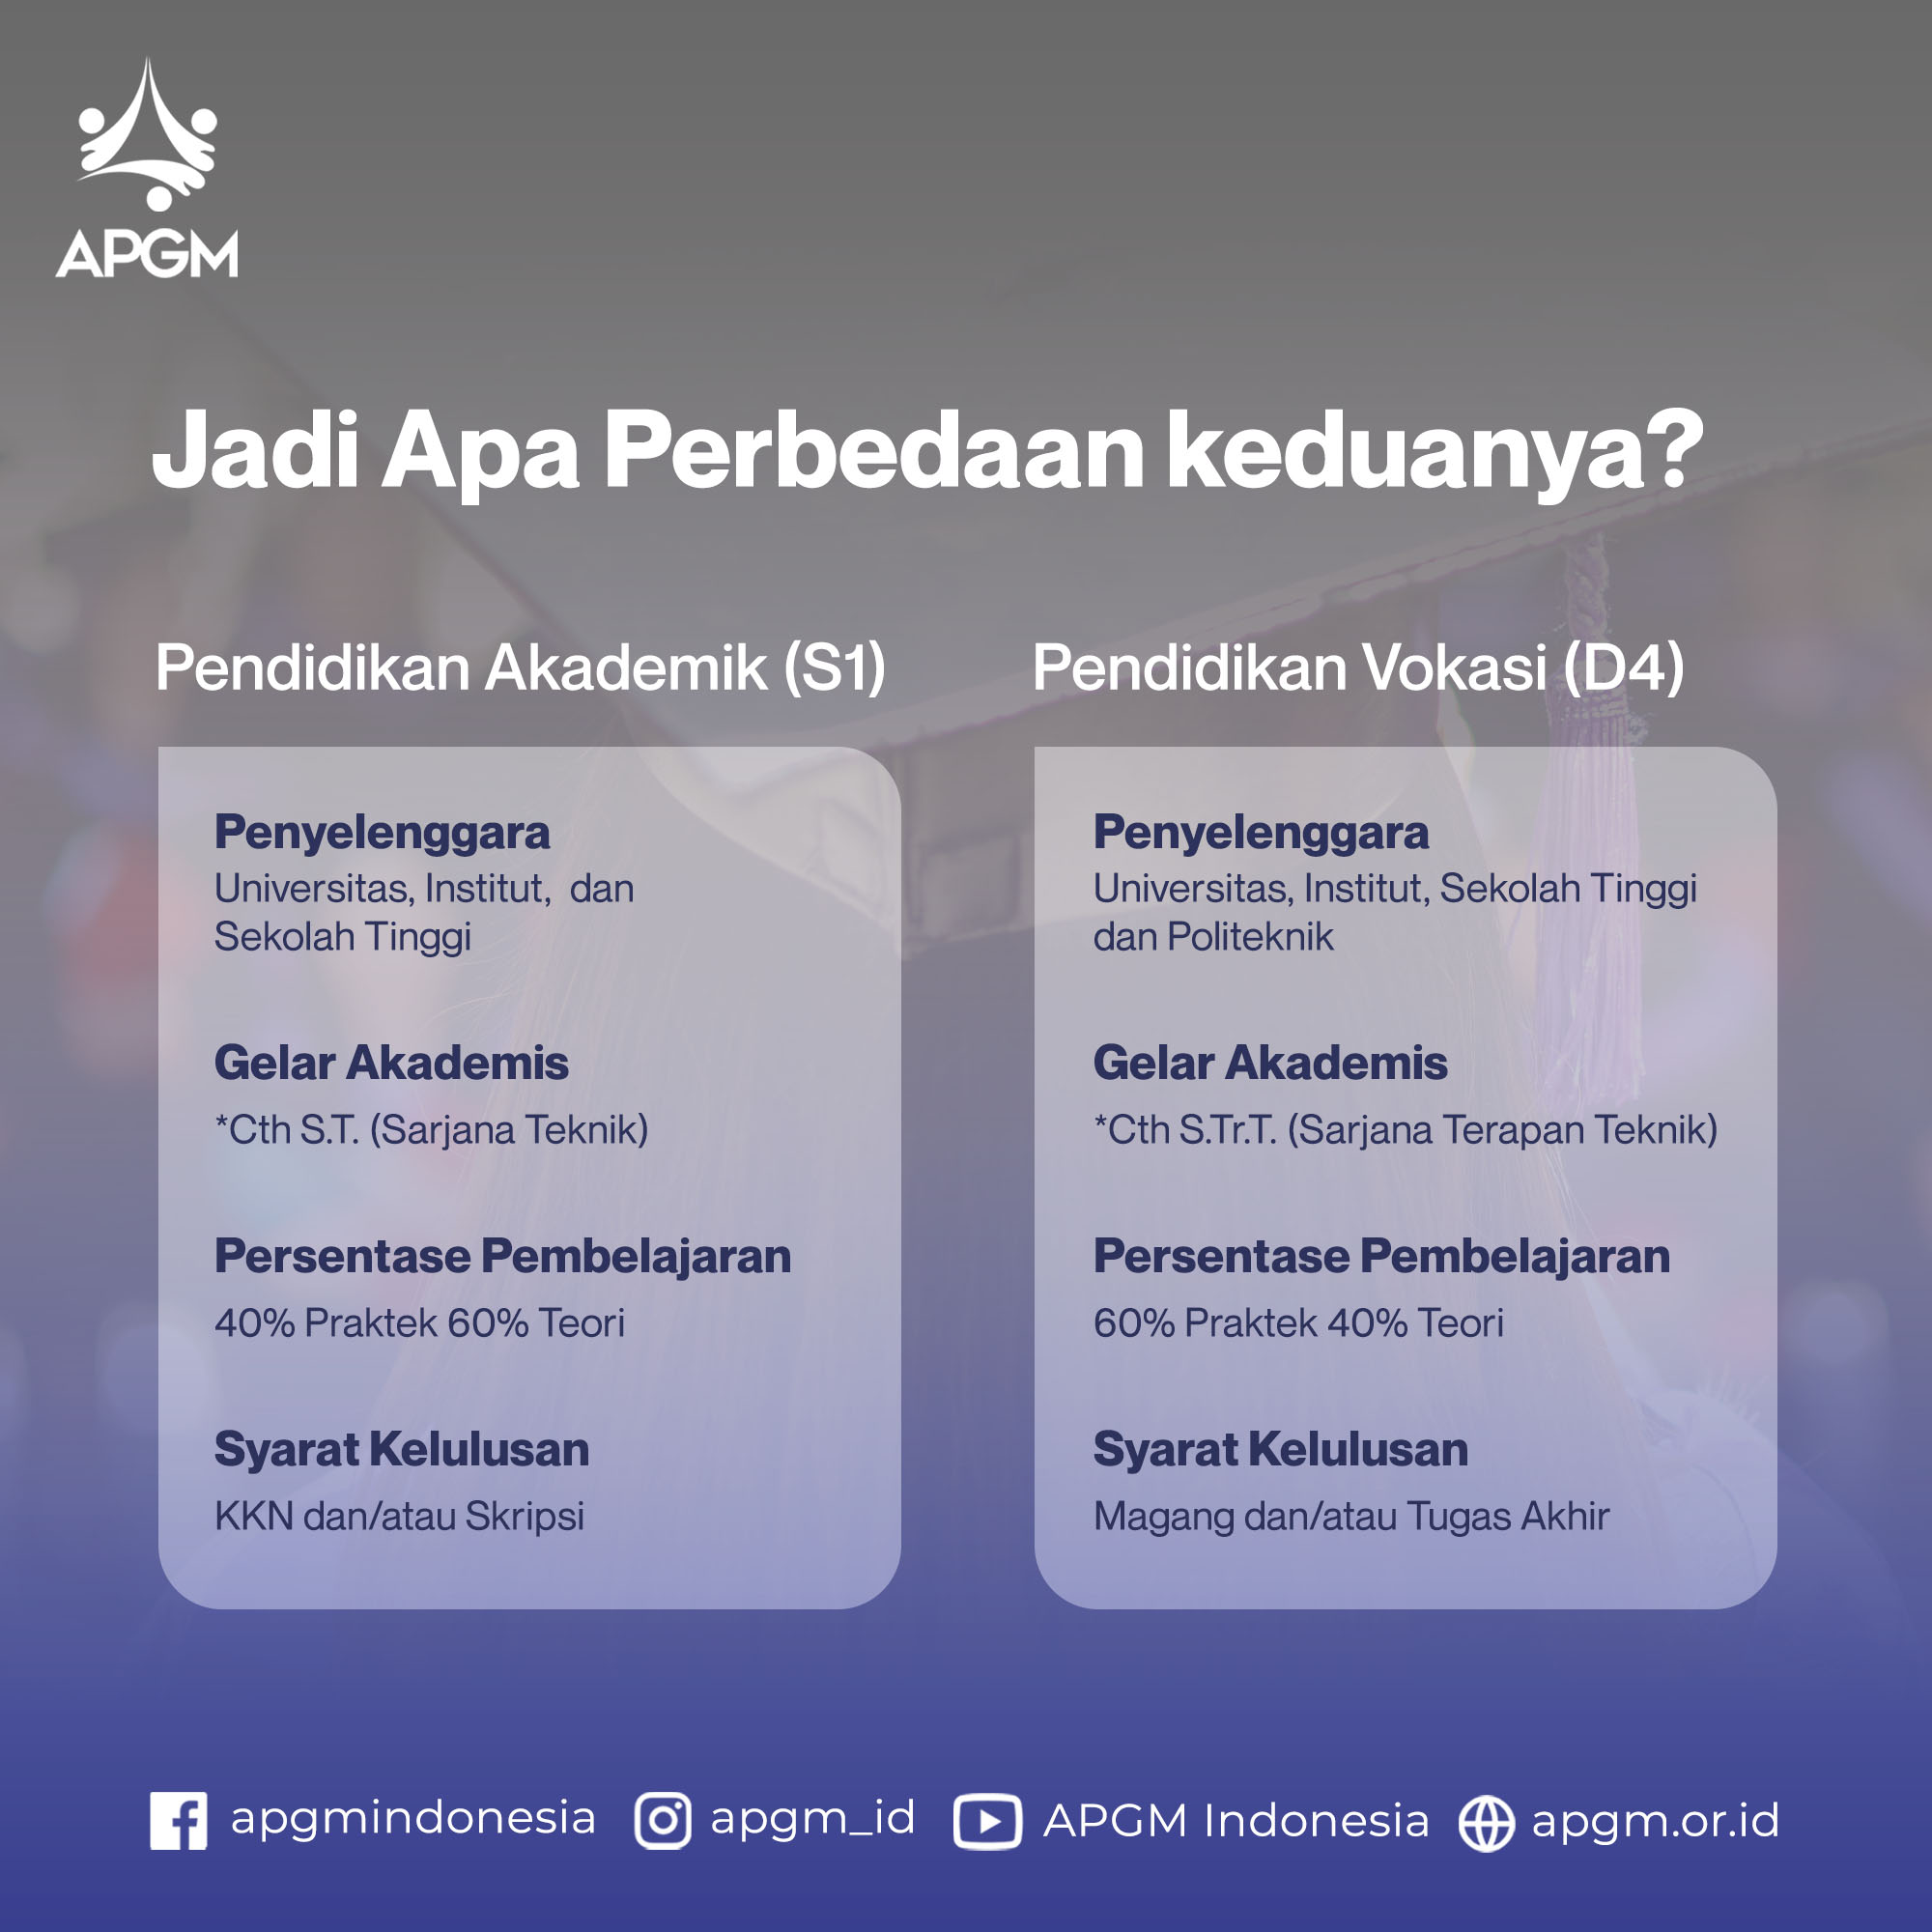 APGM
Jadi Apa Perbedaan keduanya?
Pendidikan Akademik (S1)
Penyelenggara
Universitas, Institut,  dan
Sekolah Tinggi
Gelar Akademis
*Cth S.T. (Sarjana Teknik)
Persentase Pembelajaran
40% Praktek 60% Teori
Syarat Kelulusan
KKN dan/atau Skripsi
Pendidikan Vokasi (D4)
Penyelenggara
Universitas, Institut, Sekolah Tinggi
dan Politeknik
Gelar Akademis
*Cth S.Tr.T. (Sarjana Terapan Teknik)
Persentase Pembelajaran
60% Praktek 40% Teori
Syarat Kelulusan
Magang dan/atau Tugas Akhir
apgmindonesia apgm_id APGM Indonesia apgm.or.id